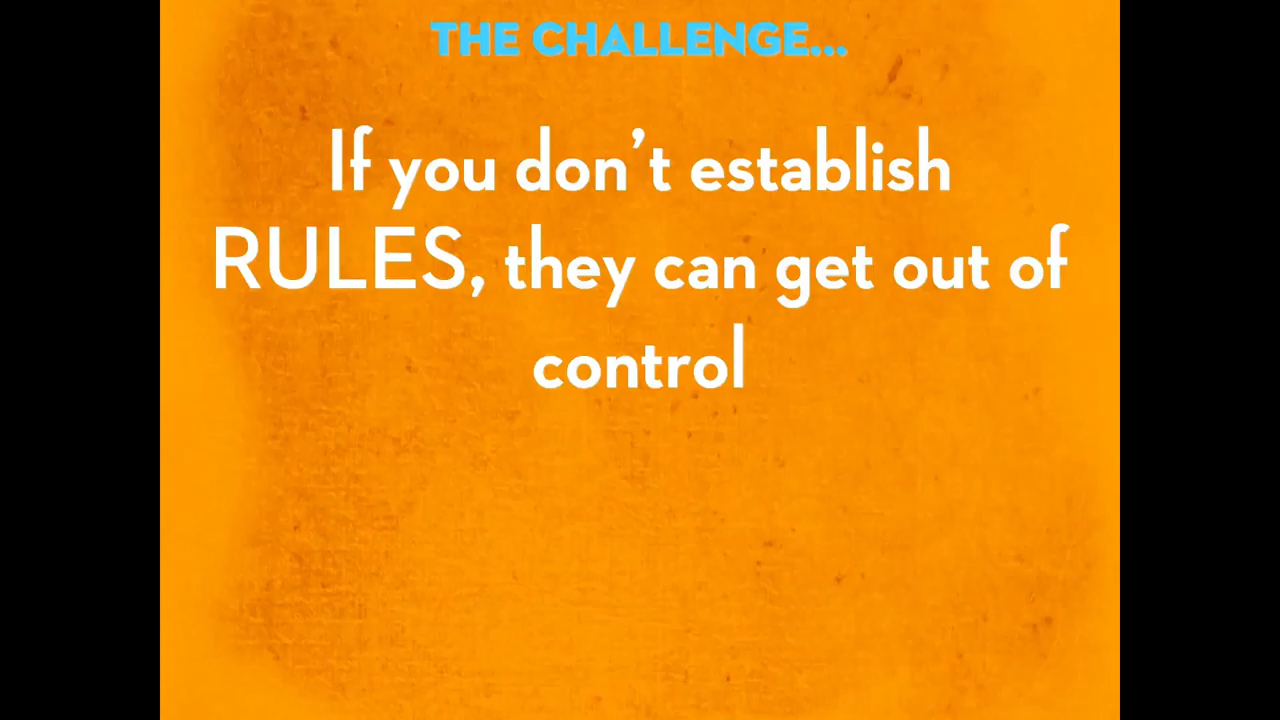 THE CHALLENGE...
If you don't establish
RULES, they can get out of
control